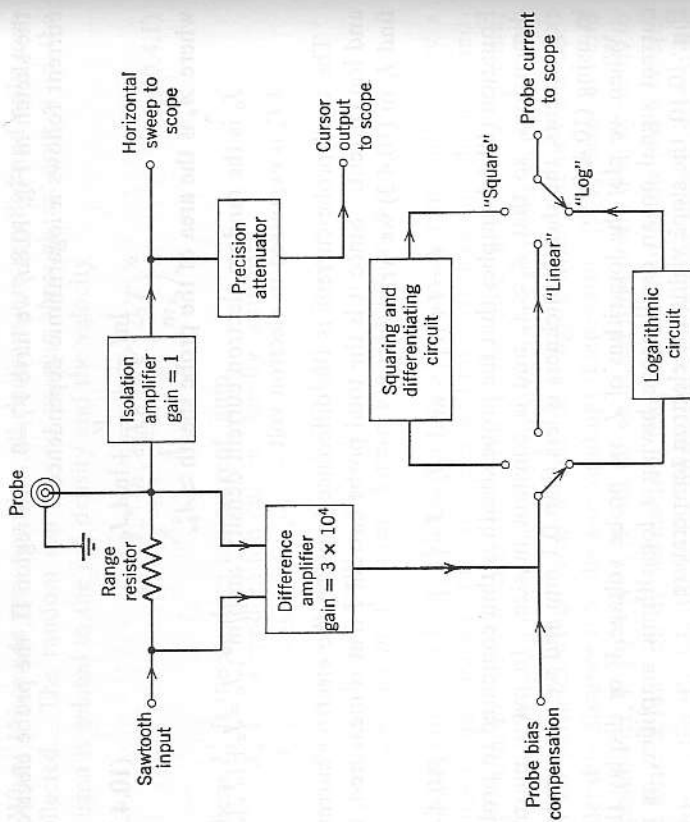 Probe
Range
resistor
Sawtooth
input
Isolation
amplifier
gain = 1
Horizontal
sweep to
scope
Precision
attenuator
Cursor
output
to scope
Difference
amplifier
gain = 3 x 10⁴
Probe bias
compensation
Squaring and
differentiating
circuit
"Square"
"Linear"
"Log"
Probe current
to scope
Logarithmic
circuit